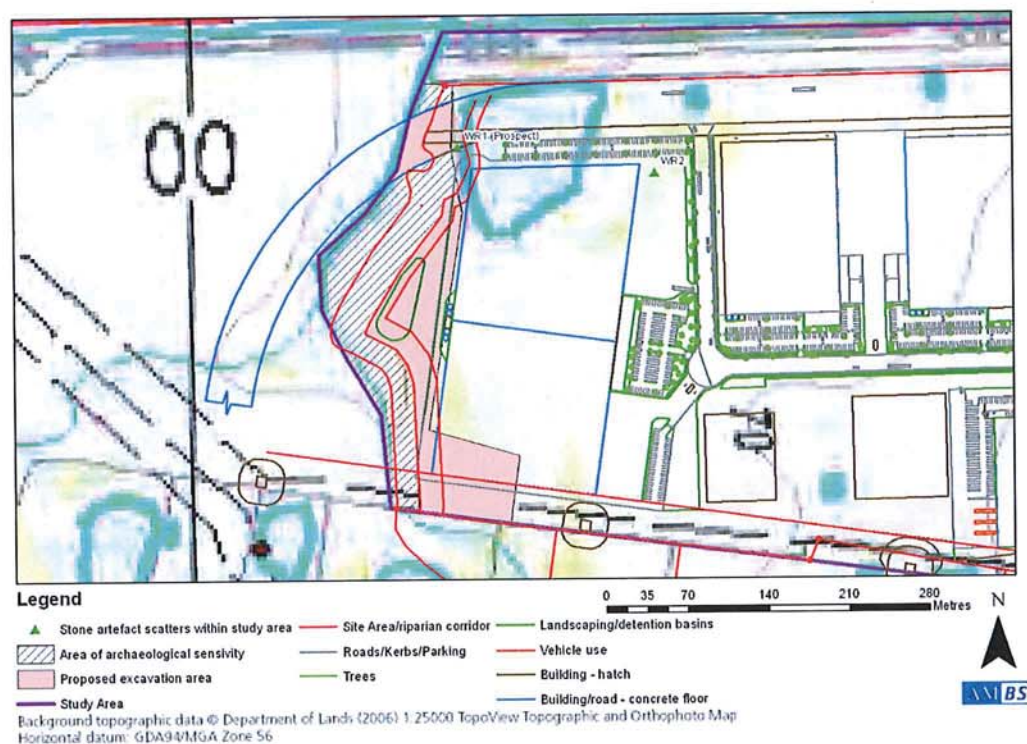 00
WR1 (Prospect)
WR2
0
-0-
Legend
0 35 70 140 210 280
Metres
N
Stone artefact scatters within study area
Area of archaeological sensivity
Proposed excavation area
Study Area
Site Area/riparian corridor
Roads/Kerbs/Parking
Trees
Landscaping/detention basins
Vehicle use
Building - hatch
Building/road - concrete floor
AMBS
Background topographic data © Department of Lands (2006) 1:25000 TopoView Topographic and Orthophoto Map
Horizontal datum: GDA94/MGA Zone 56